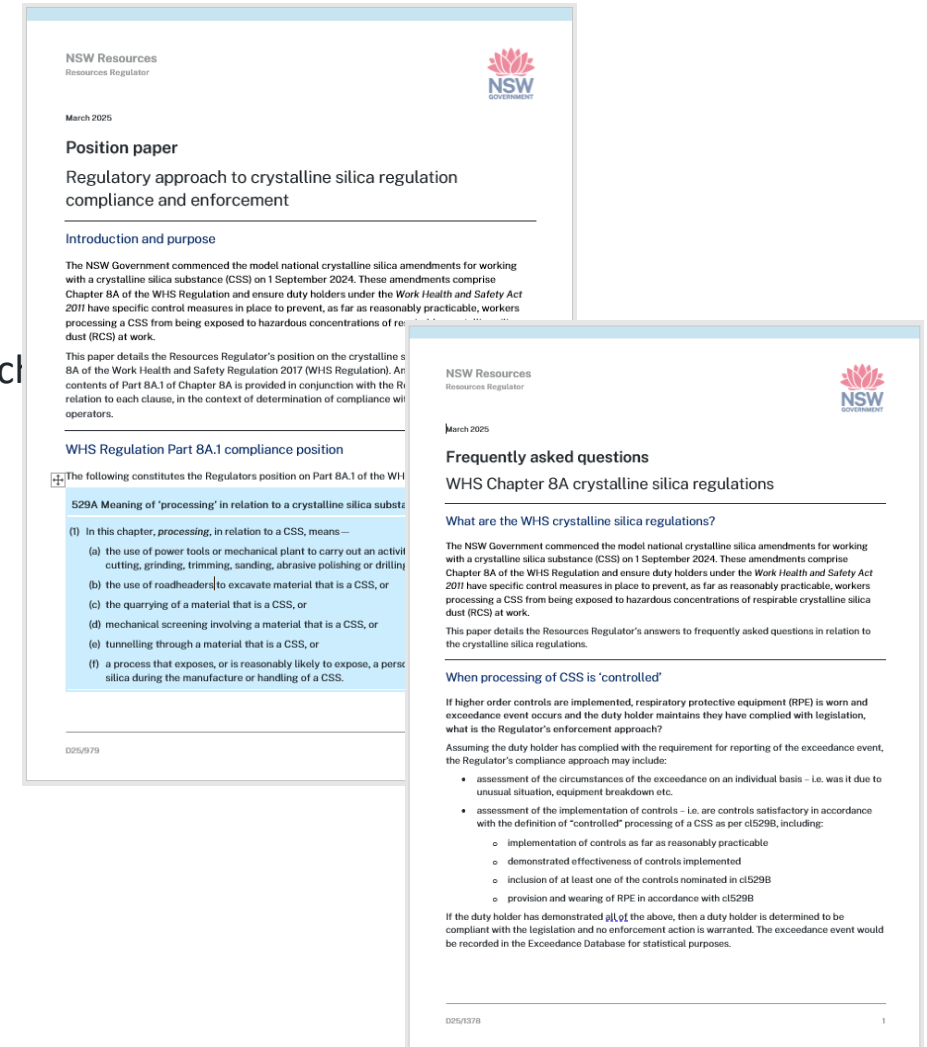 NSW Resources
Resources Regulator
NSW
GOVERNMENT
March 2025
Position paper
Regulatory approach to crystalline silica regulation
compliance and enforcement
Introduction and purpose
The NSW Government commenced the model national crystalline silica amendments for working
with a crystalline silica substance (CSS) on 1 September 2024. These amendments comprise
Chapter 8A of the WHS Regulation and ensure duty holders under the Work Health and Safety Act
2011 have specific control measures in place to prevent, as far as reasonably practicable, workers
processing a CSS from being exposed to hazardous concentrations of
dust (RCS) at work.
This paper details the Resources Regulator's position on the crystalline s
8A of the Work Health and Safety Regulation 2017 (WHS Regulation). An
contents of Part 8A.1 of Chapter 8A is provided in conjunction with the Re
relation to each clause, in the context of determination of compliance wit
operators.
WHS Regulation Part 8A.1 compliance position
The following constitutes the Regulators position on Part 8A.1 of the WH
529A Meaning of 'processing' in relation to a crystalline silica substa
(1) In this chapter, processing, in relation to a CSS, means—
(a) the use of power tools or mechanical plant to carry out an activit
cutting, grinding, trimming, sanding, abrasive polishing or drilling
(b) the use of roadheaders to excavate material that is a CSS, or
(c) the quarrying of a material that is a CSS, or
(d) mechanical screening involving a material that is a CSS, or
(e) tunnelling through a material that is a CSS, or
(f) a process that exposes, or is reasonably likely to expose, a perso
silica during the manufacture or handling of a CSS.
D25/979
ch
NSW Resources
Resources Regulator
NSW
GOVERNMENT
March 2025
Frequently asked questions
WHS Chapter 8A crystalline silica regulations
What are the WHS crystalline silica regulations?
The NSW Government commenced the model national crystalline silica amendments for working
with a crystalline silica substance (CSS) on 1 September 2024. These amendments comprise
Chapter 8A of the WHS Regulation and ensure duty holders under the Work Health and Safety Act
2011 have specific control measures in place to prevent, as far as reasonably practicable, workers
processing a CSS from being exposed to hazardous concentrations of respirable crystalline silica
dust (RCS) at work.
This paper details the Resources Regulator's answers to frequently asked questions in relation to
the crystalline silica regulations.
When processing of CSS is 'controlled'
If higher order controls are implemented, respiratory protective equipment (RPE) is worn and
exceedance event occurs and the duty holder maintains they have complied with legislation,
what is the Regulator's enforcement approach?
Assuming the duty holder has complied with the requirement for reporting of the exceedance event,
the Regulator's compliance approach may include:
• assessment of the circumstances of the exceedance on an individual basis – i.e. was it due to
unusual situation, equipment breakdown etc.
• assessment of the implementation of controls – i.e. are controls satisfactory in accordance
with the definition of "controlled" processing of a CSS as per cl529B, including:
o implementation of controls as far as reasonably practicable
o demonstrated effectiveness of controls implemented
o inclusion of at least one of the controls nominated in cl529B
o provision and wearing of RPE in accordance with cl529B
If the duty holder has demonstrated all of the above, then a duty holder is determined to be
compliant with the legislation and no enforcement action is warranted. The exceedance event would
be recorded in the Exceedance Database for statistical purposes.
D25/1378
1